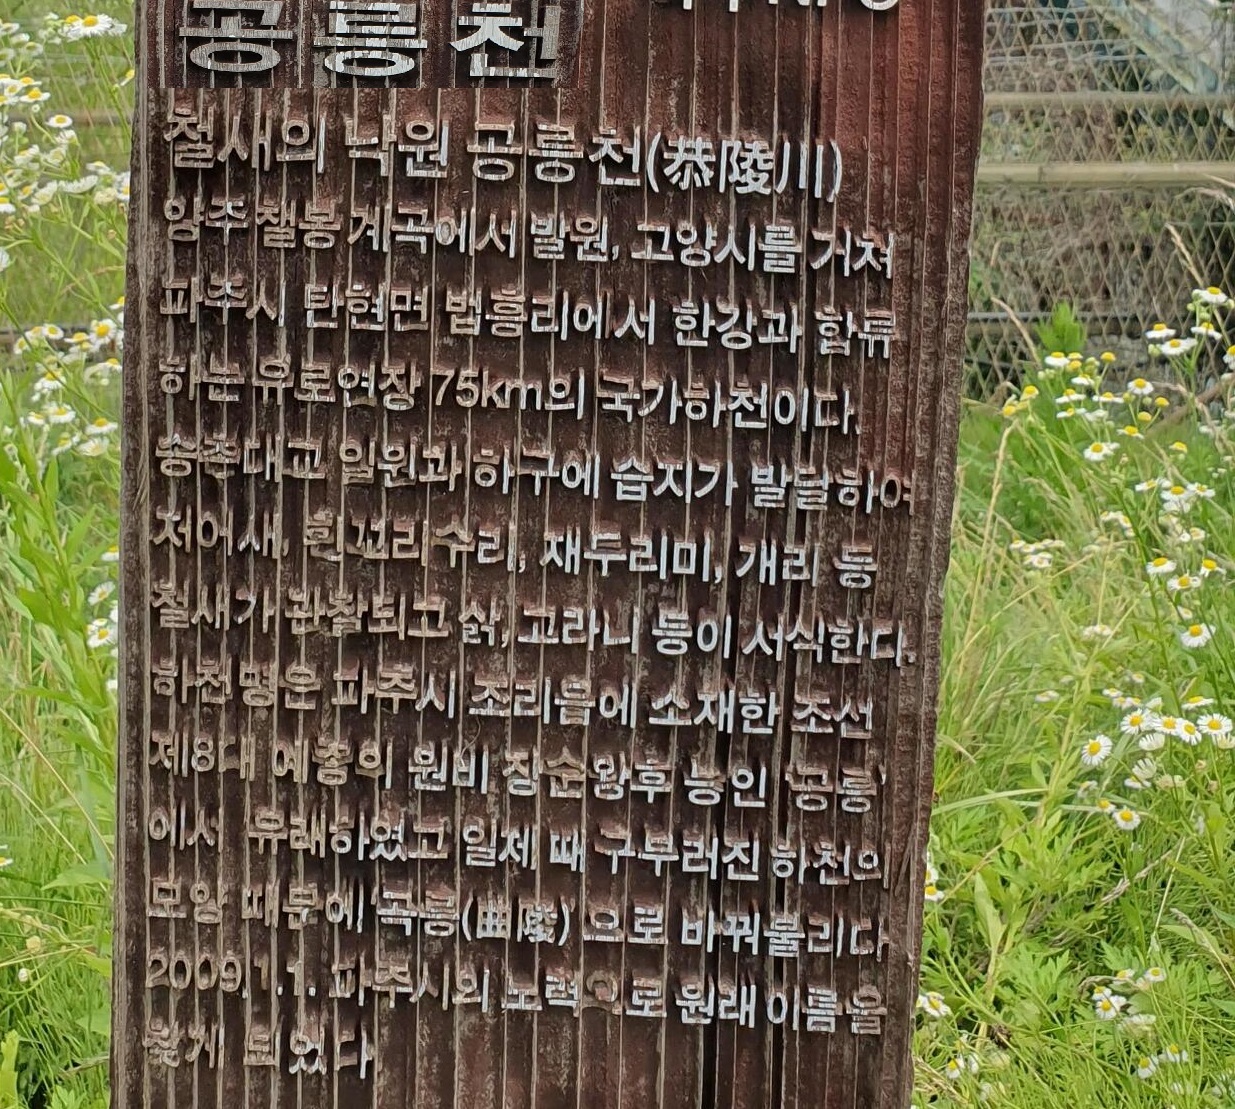 공릉천
철새의 낙원 공릉천(恭陵川)
양주 챌봉 계곡에서 발원, 고양시를 거쳐
파주시 탄현면 법흥리에서 한강과 합류
하는 유로연장 75km의 국가하천이다.
송촌대교 일원과 하구에 습지가 발달하여
저어새, 흰꼬리수리, 재두루미, 개리 등
철새가 관찰되고 삵, 고라니 등이 서식한다.
하천명은 파주시 조리읍에 소재한 조선
제8대 예종의 원비 장순왕후 능인 '공릉'
에서 유래하였고 일제 때 구부러진 하천의
모양 때문에 '곡릉(曲陵)'으로 바꿔불리다
2009.1.1. 파주시의 노력으로 원래 이름을
찾게 되었다